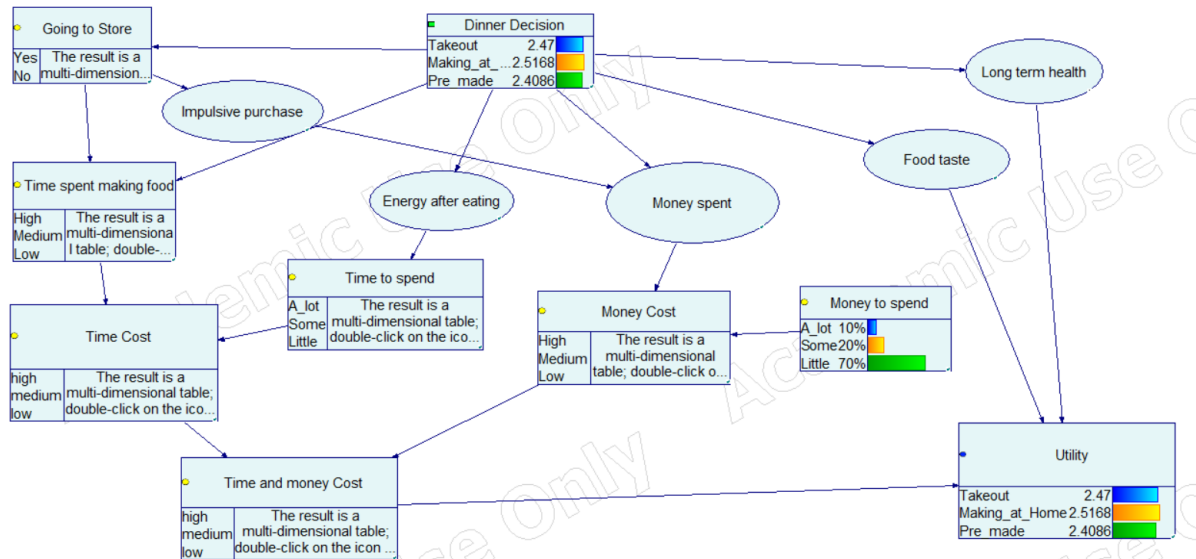 Going to Store
Yes
No
The result is a
multi-dimension...
Dinner Decision
Takeout 2.47
Making_at_... 2.5168
Pre_made 2.4086
Long term health
Impulsive purchase
Food taste
Time spent making food
High
Medium
Low
The result is a
multi-dimensiona
l table; double-...
Energy after eating
Money spent
Time to spend
A_lot
Some
Little
The result is a
multi-dimensional table;
double-click on the ico...
Money Cost
High
Medium
Low
The result is a
multi-dimensional
table; double-click o...
Money to spend
A_lot 10%
Some 20%
Little 70%
Time Cost
high
medium
low
The result is a
multi-dimensional table;
double-click on the ico...
Time and money Cost
high
medium
low
The result is a
multi-dimensional table;
double-click on the icon ...
Utility
Takeout 2.47
Making_at_Home 2.5168
Pre_made 2.4086
Academic Use Only